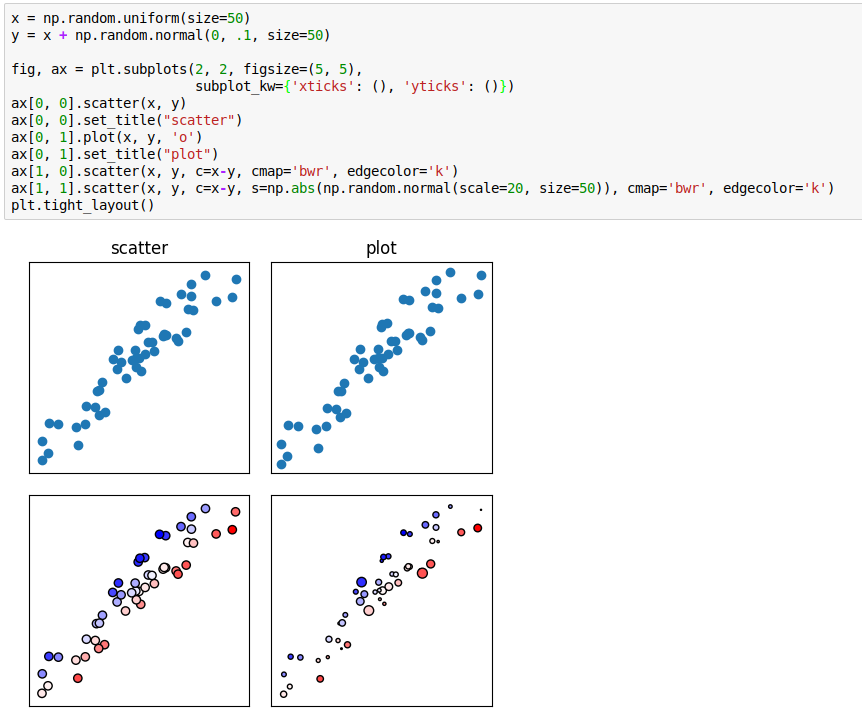 x = np.random.uniform(size=50)
y = x + np.random.normal(0, .1, size=50)
fig, ax = plt.subplots(2, 2, figsize=(5, 5),
                       subplot_kw={'xticks': (), 'yticks': ()})
ax[0, 0].scatter(x, y)
ax[0, 0].set_title("scatter")
ax[0, 1].plot(x, y, 'o')
ax[0, 1].set_title("plot")
ax[1, 0].scatter(x, y, c=x-y, cmap='bwr', edgecolor='k')
ax[1, 1].scatter(x, y, c=x-y, s=np.abs(np.random.normal(scale=20, size=50)), cmap='bwr', edgecolor='k')
plt.tight_layout()
scatter
plot